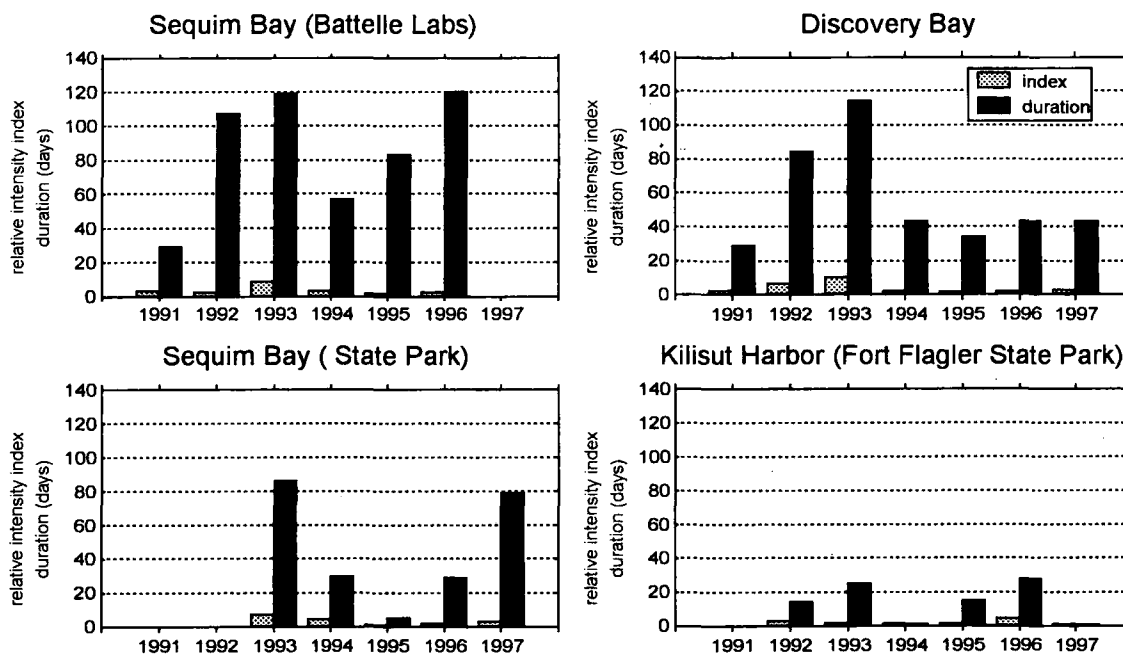 Sequim Bay (Battelle Labs)
140
120
100
80
60
40
20
0
relative intensity index
duration (days)
1991 1992 1993 1994 1995 1996 1997
Discovery Bay
140
120
100
80
60
40
20
0
relative intensity index
duration (days)
index
duration
1991 1992 1993 1994 1995 1996 1997
Sequim Bay ( State Park)
140
120
100
80
60
40
20
0
relative intensity index
duration (days)
1991 1992 1993 1994 1995 1996 1997
Kilisut Harbor (Fort Flagler State Park)
140
120
100
80
60
40
20
0
relative intensity index
duration (days)
1991 1992 1993 1994 1995 1996 1997